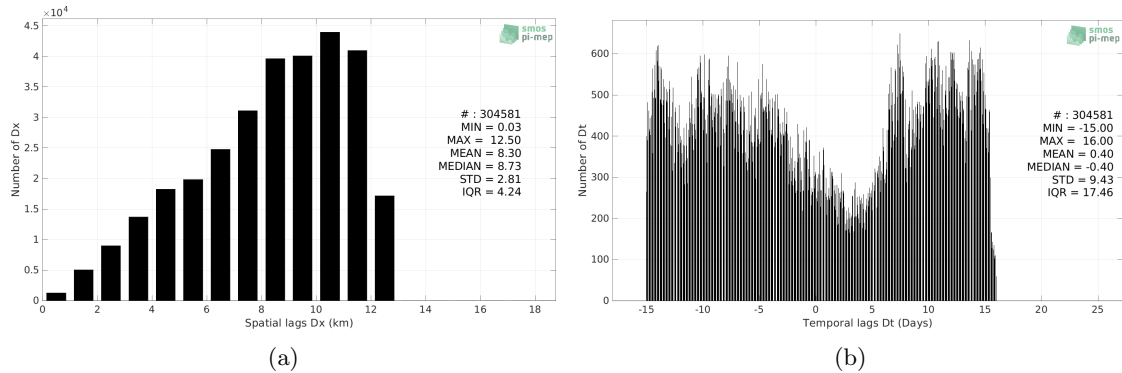 ×10⁴
4.5
4
3.5
3
2.5
2
1.5
1
0.5
0
Number of Dx
0 2 4 6 8 10 12 14 16 18
Spatial lags Dx (km)
smos
pi-mep
# : 304581
MIN = 0.03
MAX = 12.50
MEAN = 8.30
MEDIAN = 8.73
STD = 2.81
IQR = 4.24
(a)
600
500
400
300
200
100
0
Number of Dt
-15 -10 -5 0 5 10 15 20 25
Temporal lags Dt (Days)
smos
pi-mep
# : 304581
MIN = -15.00
MAX = 16.00
MEAN = 0.40
MEDIAN = -0.40
STD = 9.43
IQR = 17.46
(b)